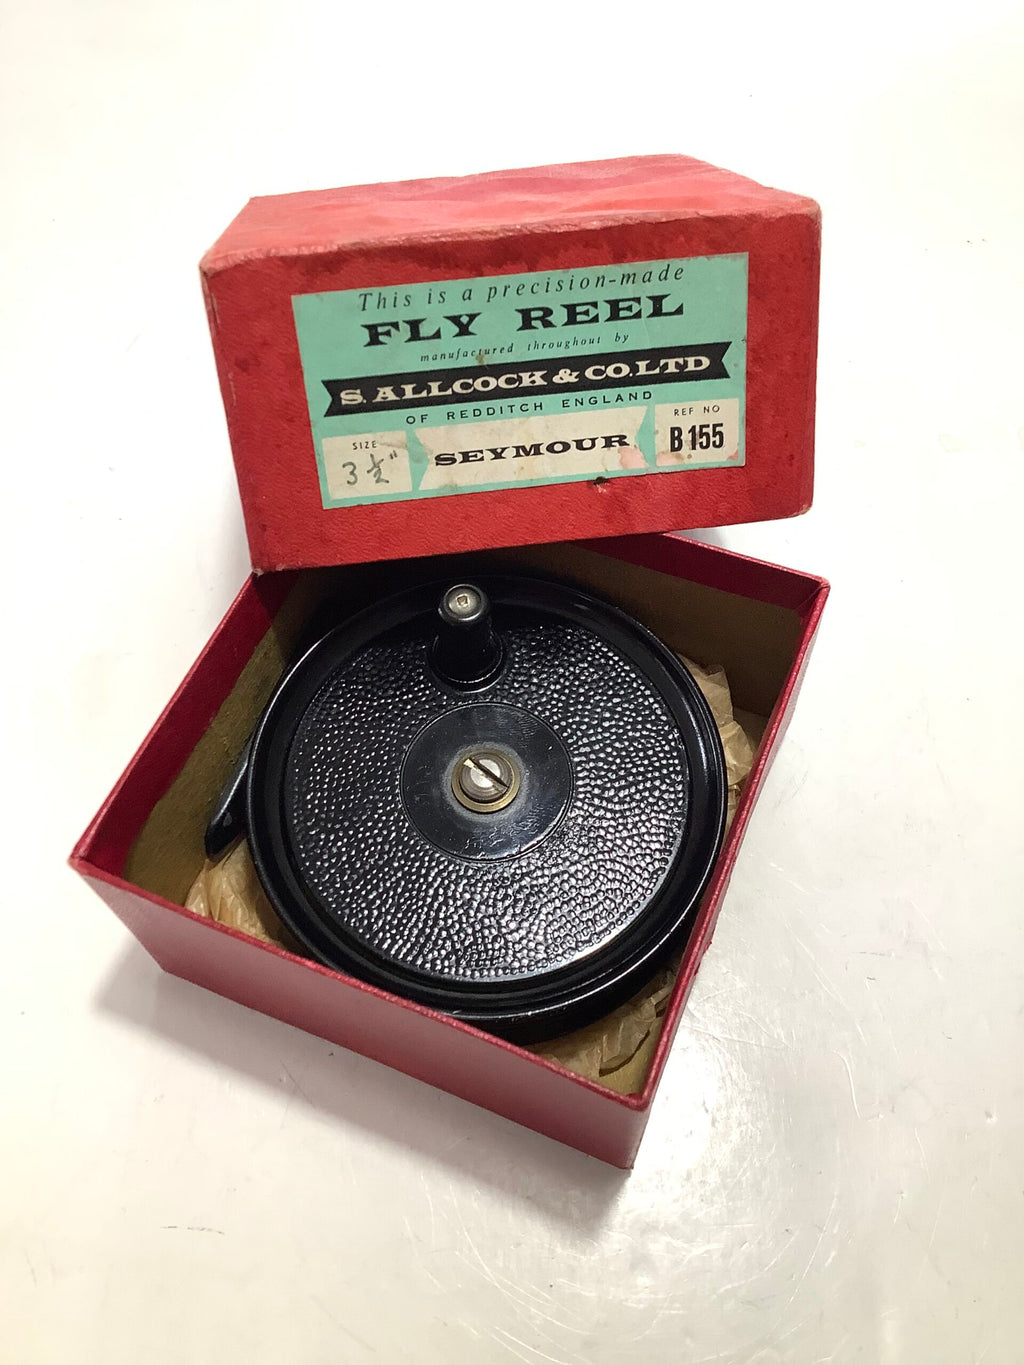 This is a precision-made
FLY REEL
manufactured throughout by
S. ALLCOCK & CO. LTD
OF REDDITCH ENGLAND
SIZE
3 1/2"
SEYMOUR
REF NO
B 155